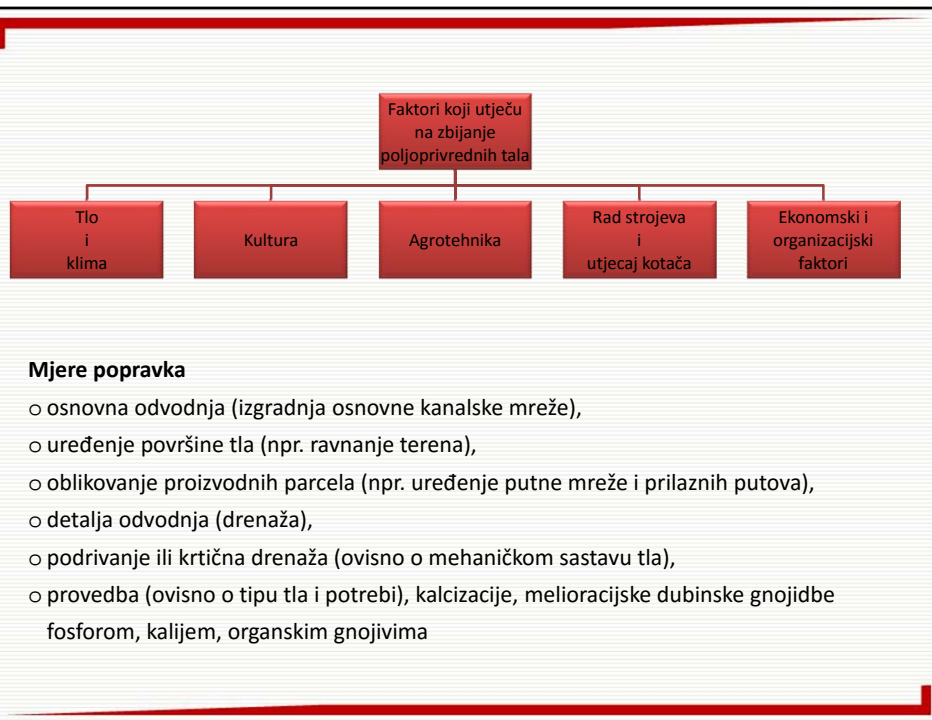 Faktori koji utječu
na zbijanje
poljoprivrednih tala
Tlo
i
klima
Kultura
Agrotehnika
Rad strojeva
i
utjecaj kotača
Ekonomski i
organizacijski
faktori
Mjere popravka
o osnovna odvodnja (izgradnja osnovne kanalske mreže),
o uređenje površine tla (npr. ravnanje terena),
o oblikovanje proizvodnih parcela (npr. uređenje putne mreže i prilaznih putova),
o detalja odvodnja (drenaža),
o podrivanje ili krtična drenaža (ovisno o mehaničkom sastavu tla),
o provedba (ovisno o tipu tla i potrebi), kalcizacije, melioracijske dubinske gnojidbe
fosforom, kalijem, organskim gnojivima